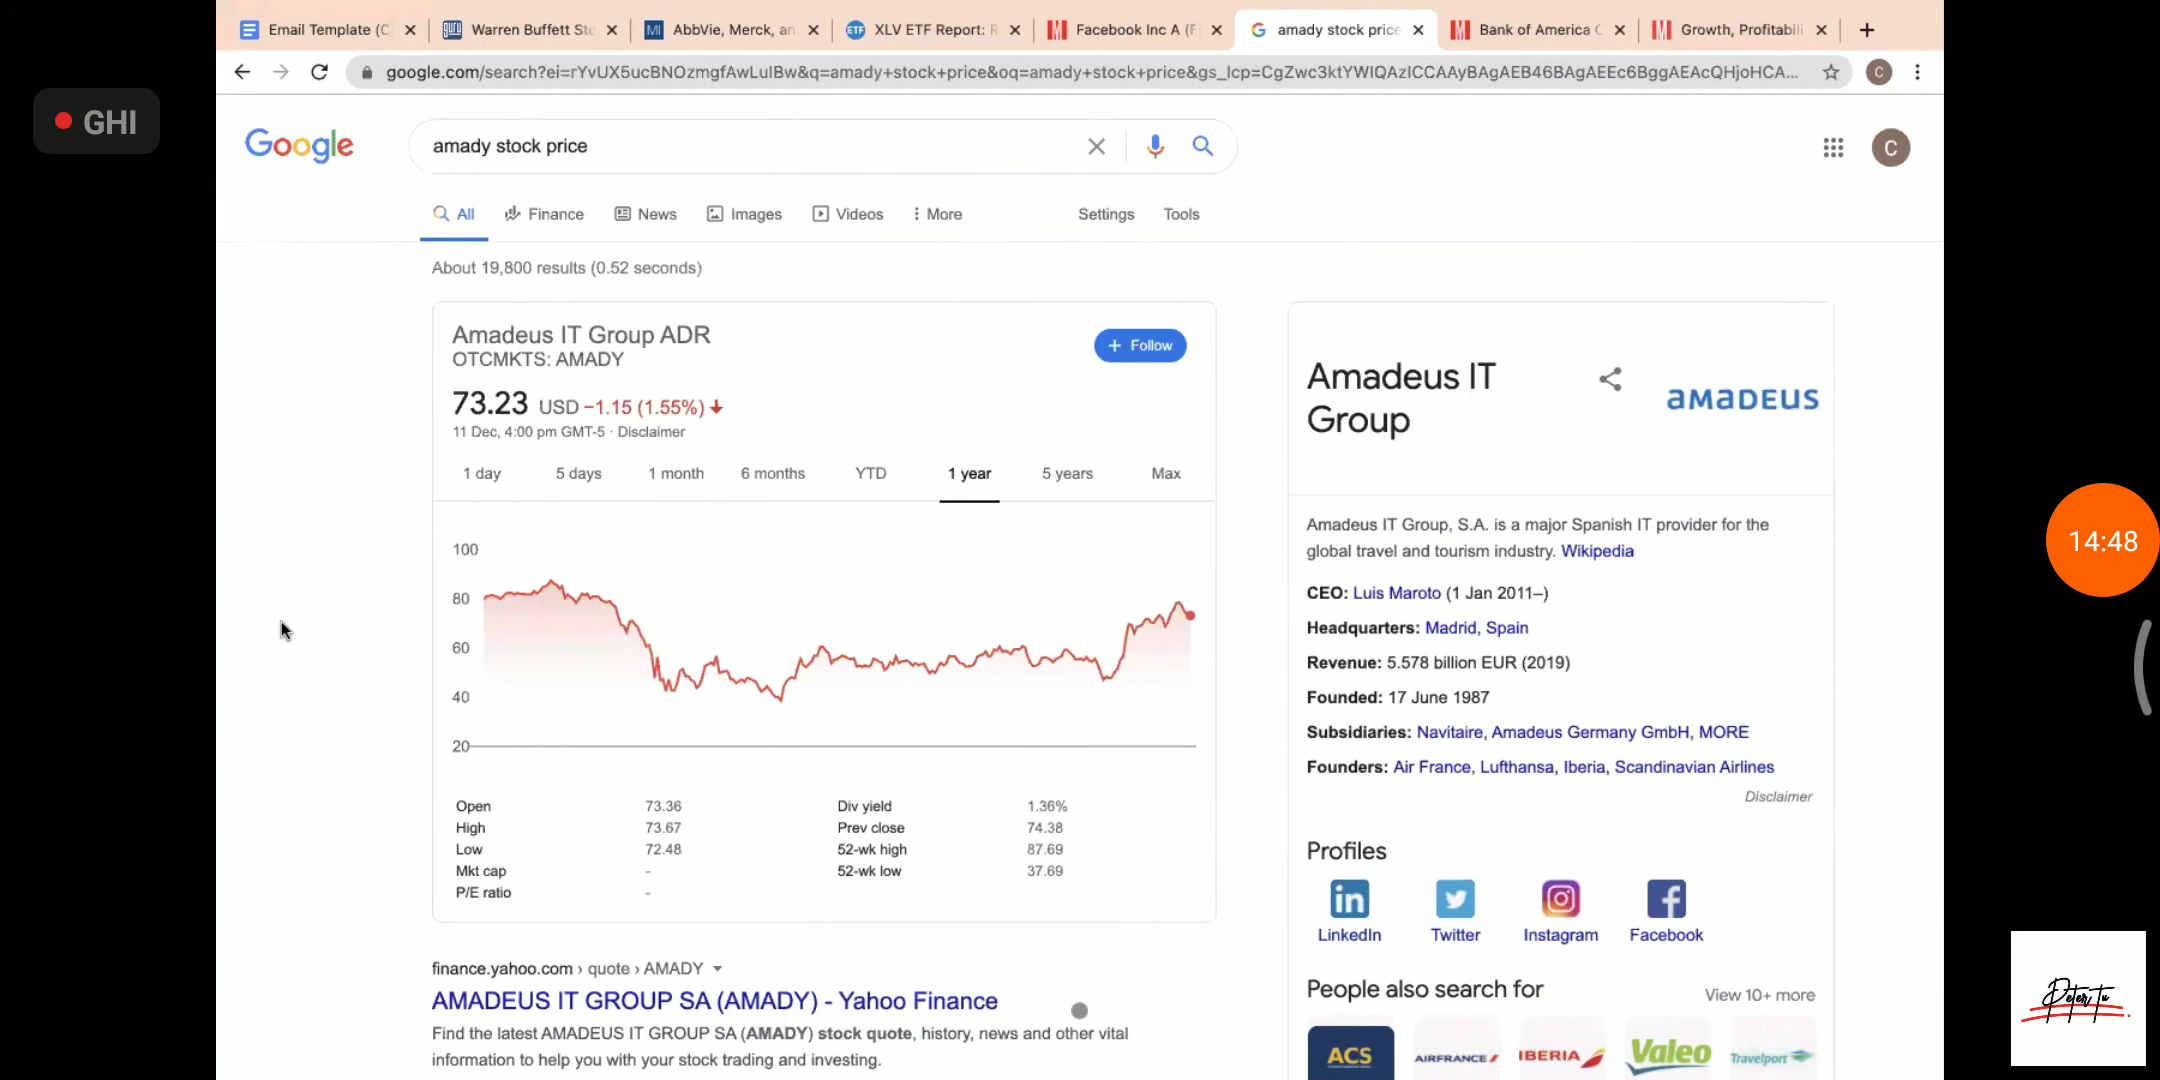 Email Template (C
Warren Buffett Sto
AbbVie, Merck, an
XLV ETF Report: R
Facebook Inc A (F
amady stock price
Bank of America C
Growth, Profitabili
google.com/search?ei=rYvUX5ucBNOzmgfAwLuIBw&q=amady+stock+price&oq=amady+stock+price&gs_lcp=CgZwc3ktYWIQAzICCAAyBAgAEB46BAgAEEc6BggAEAcQHjoHCA...
C
GHI
Google
amady stock price
C
All
Finance
News
Images
Videos
More
Settings
Tools
About 19,800 results (0.52 seconds)
Amadeus IT Group ADR
OTCMKTS: AMADY
+ Follow
73.23 USD −1.15 (1.55%)
11 Dec, 4:00 pm GMT-5 · Disclaimer
1 day
5 days
1 month
6 months
YTD
1 year
5 years
Max
100
80
60
40
20
Open 73.36
High 73.67
Low 72.48
Mkt cap -
P/E ratio -
Div yield 1.36%
Prev close 74.38
52-wk high 87.69
52-wk low 37.69
finance.yahoo.com › quote › AMADY
AMADEUS IT GROUP SA (AMADY) - Yahoo Finance
Find the latest AMADEUS IT GROUP SA (AMADY) stock quote, history, news and other vital
information to help you with your stock trading and investing.
Amadeus IT
Group
amadeus
Amadeus IT Group, S.A. is a major Spanish IT provider for the
global travel and tourism industry. Wikipedia
CEO: Luis Maroto (1 Jan 2011–)
Headquarters: Madrid, Spain
Revenue: 5.578 billion EUR (2019)
Founded: 17 June 1987
Subsidiaries: Navitaire, Amadeus Germany GmbH, MORE
Founders: Air France, Lufthansa, Iberia, Scandinavian Airlines
Disclaimer
Profiles
LinkedIn
Twitter
Instagram
Facebook
People also search for
View 10+ more
ACS
AIRFRANCE
IBERIA
Valeo
Travelport
14:48
Peter Tu